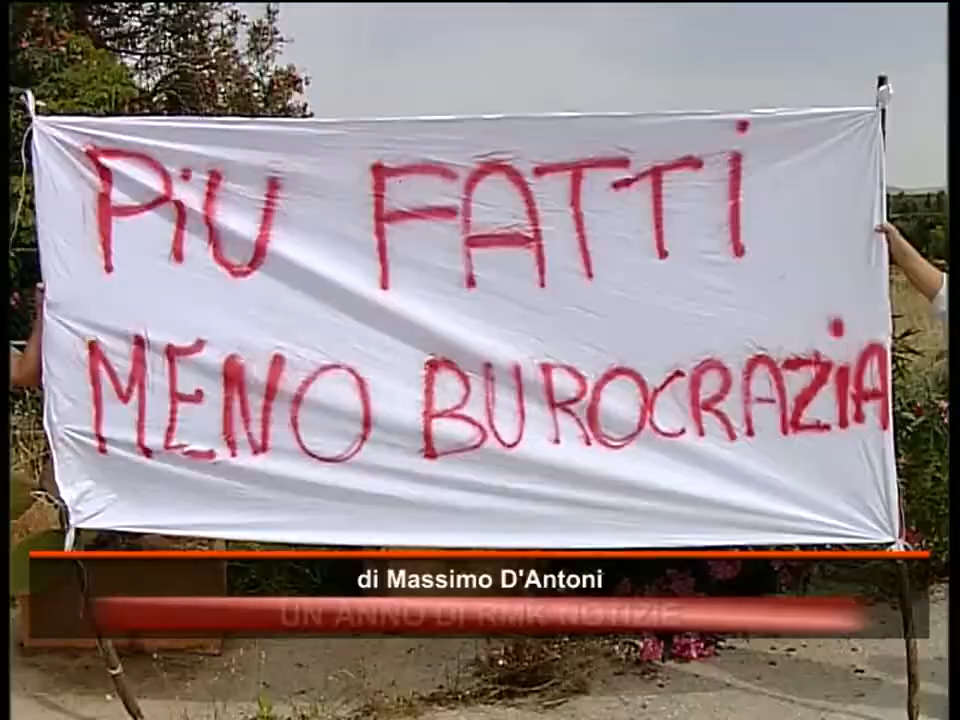 PiU FATTi
MENO BUROCRAZiA
di Massimo D'Antoni
UN ANNO DI RMK NOTIZIE